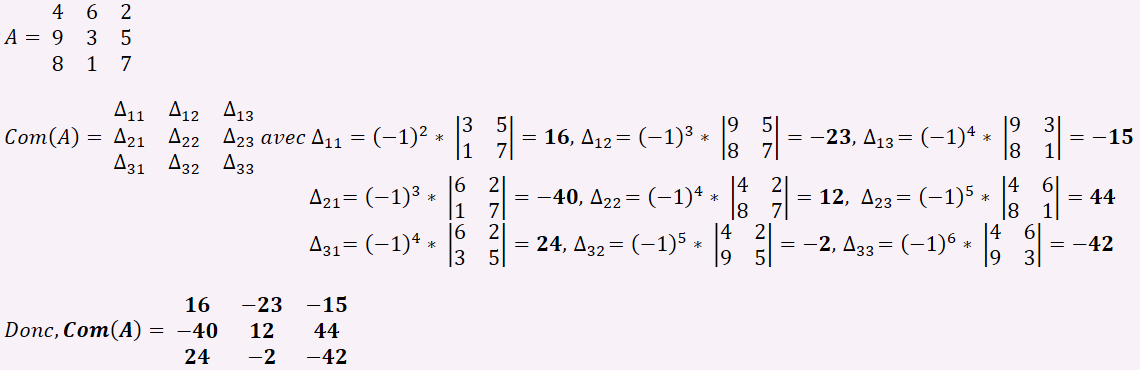 4 6 2
A = 9 3 5
8 1 7
Δ₁₁ Δ₁₂ Δ₁₃
Com(A) = Δ₂₁ Δ₂₂ Δ₂₃ avec Δ₁₁ = (−1)² * |3 5; 1 7| = 16, Δ₁₂ = (−1)³ * |9 5; 8 7| = −23, Δ₁₃ = (−1)⁴ * |9 3; 8 1| = −15
Δ₃₁ Δ₃₂ Δ₃₃
Δ₂₁ = (−1)³ * |6 2; 1 7| = −40, Δ₂₂ = (−1)⁴ * |4 2; 8 7| = 12, Δ₂₃ = (−1)⁵ * |4 6; 8 1| = 44
Δ₃₁ = (−1)⁴ * |6 2; 3 5| = 24, Δ₃₂ = (−1)⁵ * |4 2; 9 5| = −2, Δ₃₃ = (−1)⁶ * |4 6; 9 3| = −42
16 −23 −15
Donc, Com(A) = −40 12 44
24 −2 −42